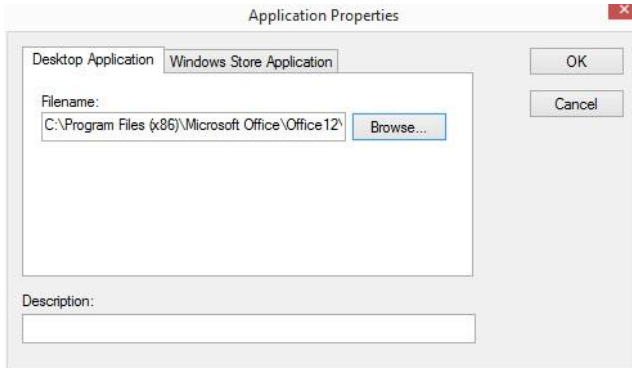 Application Properties
Desktop Application
Windows Store Application
OK
Filename:
Cancel
C:\Program Files (x86)\Microsoft Office\Office12\
Browse...
Description: